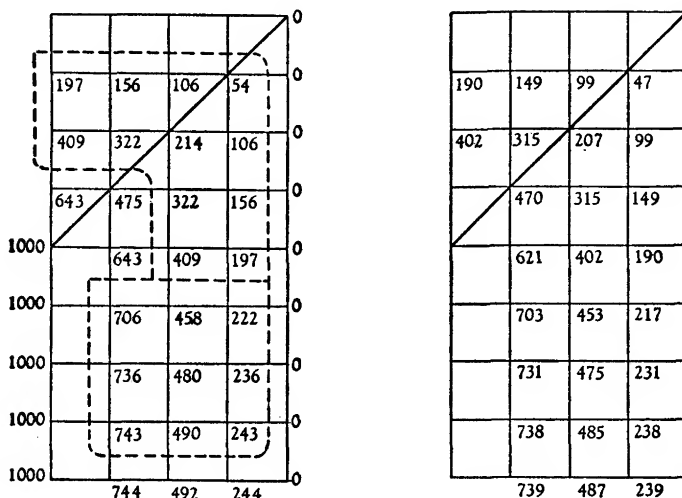 0
197 156 106 54 0
409 322 214 106 0
643 475 322 156 0
1000 643 409 197 0
1000 706 458 222 0
1000 736 480 236 0
1000 743 490 243 0
1000 744 492 244 0
190 149 99 47
402 315 207 99
470 315 149
621 402 190
703 453 217
731 475 231
738 485 238
739 487 239